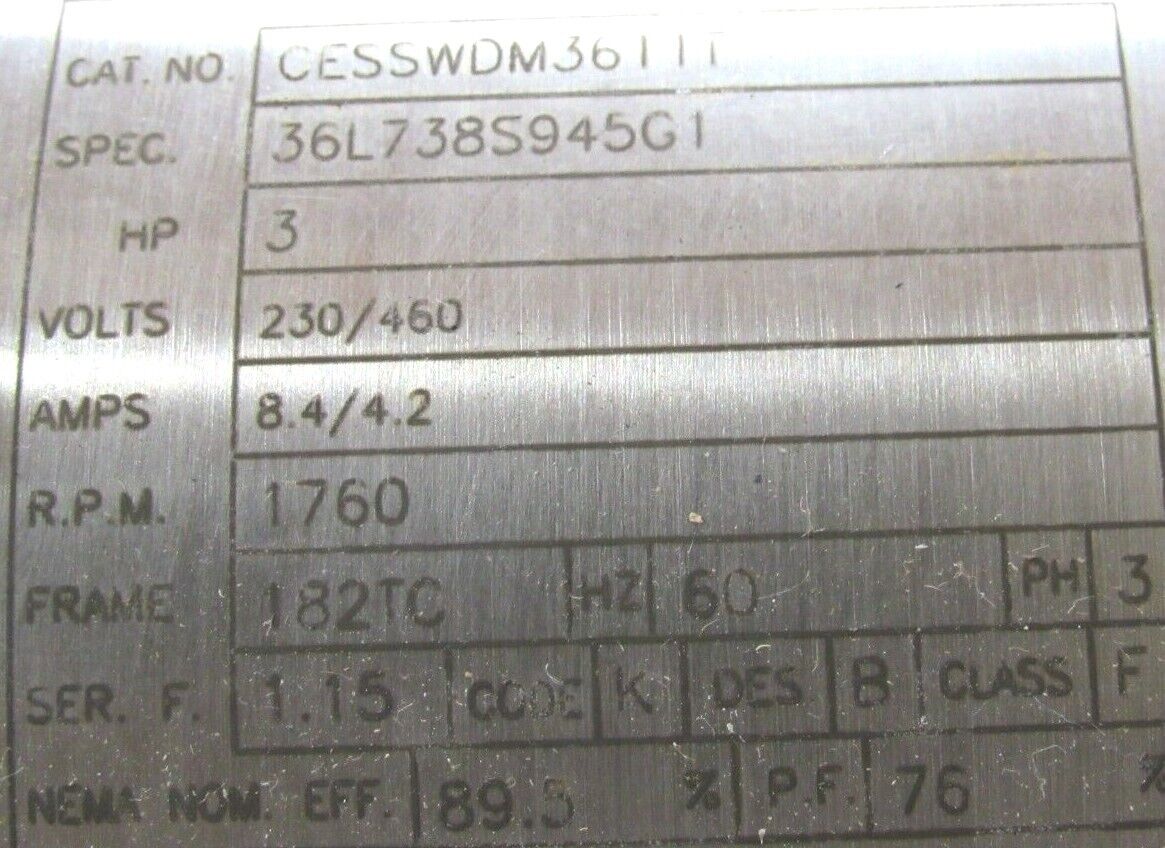 CAT. NO. CESSWDM3611T
SPEC. 36L738S945G1
HP 3
VOLTS 230/460
AMPS 8.4/4.2
R.P.M. 1760
FRAME 182TC HZ 60 PH 3
SER. F. 1.15 CODE K DES B CLASS F
NEMA NOM. EFF. 89.5 % P.F. 76 %